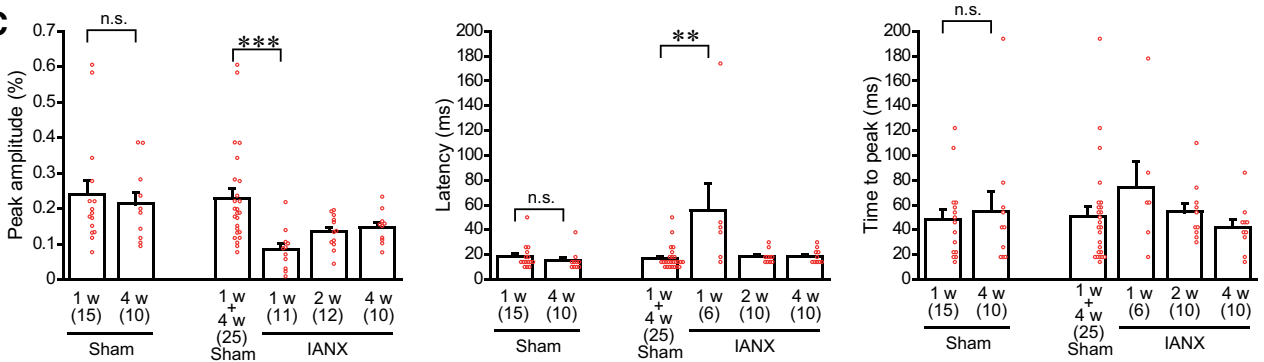 C
n.s.
***
Peak amplitude (%)
0.7
0.6
0.5
0.4
0.3
0.2
0.1
0
1 w
(15)
4 w
(10)
Sham
1 w
+
4 w
(25)
Sham
1 w
(11)
2 w
(12)
4 w
(10)
IANX
n.s.
**
Latency (ms)
200
180
160
140
120
100
80
60
40
20
0
1 w
(15)
4 w
(10)
Sham
1 w
+
4 w
(25)
Sham
1 w
(6)
2 w
(10)
4 w
(10)
IANX
n.s.
Time to peak (ms)
200
180
160
140
120
100
80
60
40
20
0
1 w
(15)
4 w
(10)
Sham
1 w
+
4 w
(25)
Sham
1 w
(6)
2 w
(10)
4 w
(10)
IANX